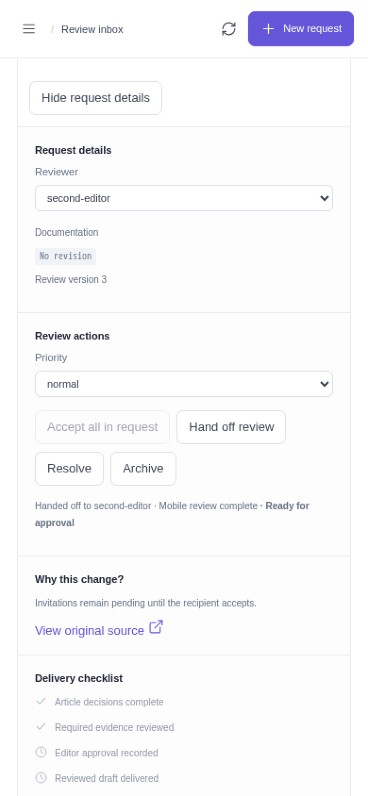 / Review inbox
New request
Hide request details
Request details
Reviewer
second-editor
Documentation
No revision
Review version 3
Review actions
Priority
normal
Accept all in request
Hand off review
Resolve
Archive
Handed off to second-editor · Mobile review complete · Ready for
approval
Why this change?
Invitations remain pending until the recipient accepts.
View original source
Delivery checklist
Article decisions complete
Required evidence reviewed
Editor approval recorded
Reviewed draft delivered